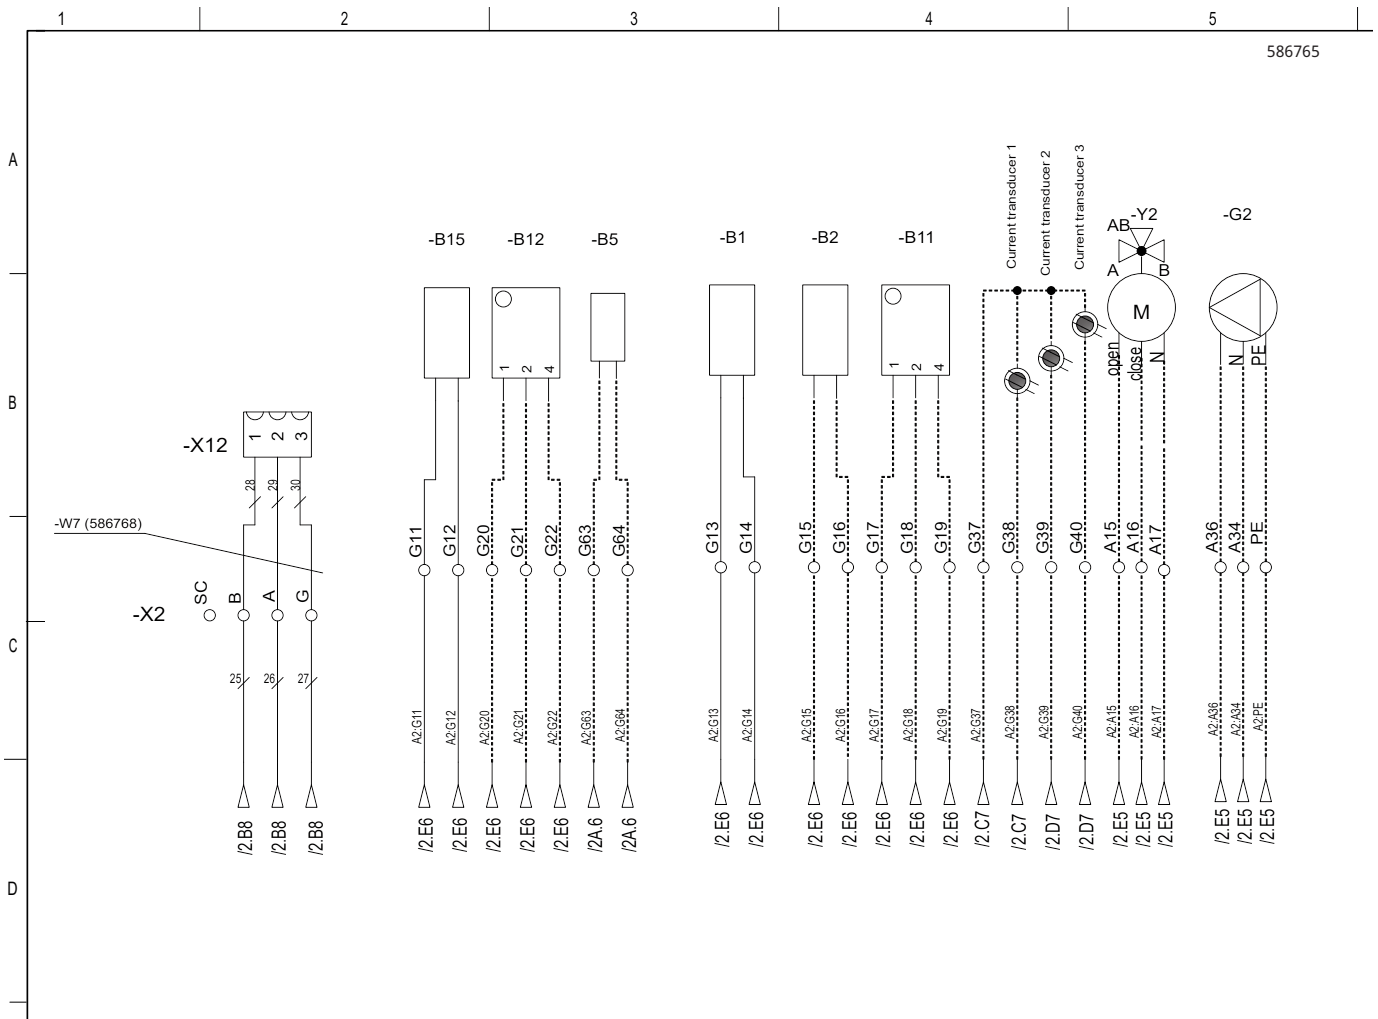 1 2 3 4 5
586765
A
Current transducer 1
Current transducer 2
Current transducer 3
-B15 -B12 -B5 -B1 -B2 -B11 -Y2 -G2
AB
A B
M
1 2 4
1 2 4
open
close
N
N
PE
B
-X12
1 2 3
28 29 30
-W7 (586768)
G11 G12 G20 G21 G22 G63 G64 G13 G14 G15 G16 G17 G18 G19 G37 G38 G39 G40 A15 A16 A17 A36 A34 PE
-X2
SC B A G
C
25 26 27
A2:G11 A2:G12 A2:G20 A2:G21 A2:G22 A2:G63 A2:G64 A2:G13 A2:G14 A2:G15 A2:G16 A2:G17 A2:G18 A2:G19 A2:G37 A2:G38 A2:G39 A2:G40 A2:A15 A2:A16 A2:A17 A2:A36 A2:A34 A2:PE
/2.B8 /2.B8 /2.B8 /2.E6 /2.E6 /2.E6 /2.E6 /2.E6 /2A.6 /2A.6 /2.E6 /2.E6 /2.E6 /2.E6 /2.E6 /2.E6 /2.E6 /2.C7 /2.C7 /2.D7 /2.D7 /2.E5 /2.E5 /2.E5 /2.E5 /2.E5 /2.E5
D